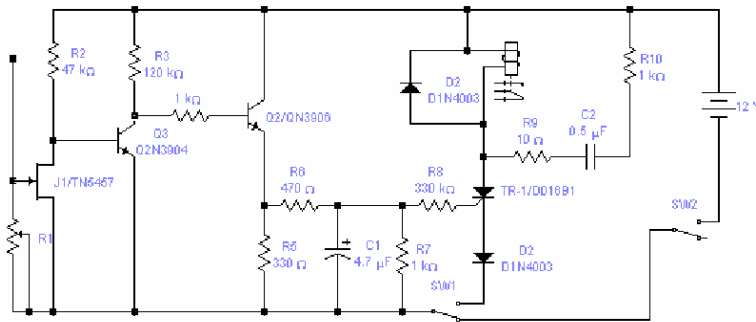 R2
47 kΩ
R3
120 kΩ
1 kΩ
Q3
Q2N3904
Q2/QN3906
J1/TN5457
R1
R6
470 Ω
R5
330 Ω
C1
4.7 µF
R7
1 kΩ
R8
330 kΩ
D2
D1N4003
R9
10 Ω
C2
0.5 µF
R10
1 kΩ
TR-1/D016B1
D2
D1N4003
SW1
SW2
12 V